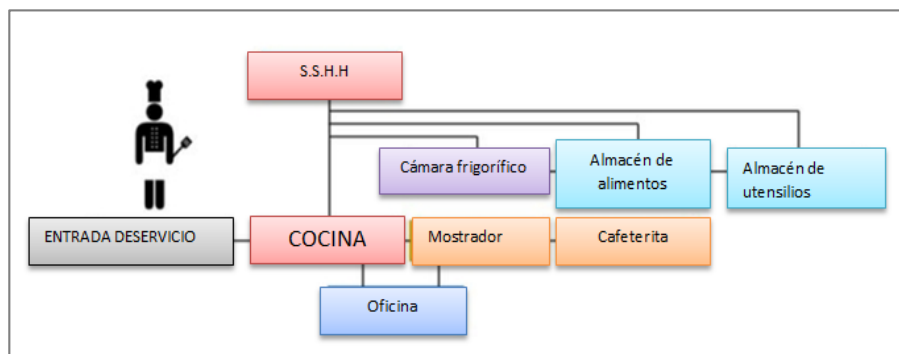 S.S.H.H
Cámara frigorífico
Almacén de
alimentos
Almacén de
utensilios
ENTRADA DESERVICIO
COCINA
Mostrador
Cafeterita
Oficina